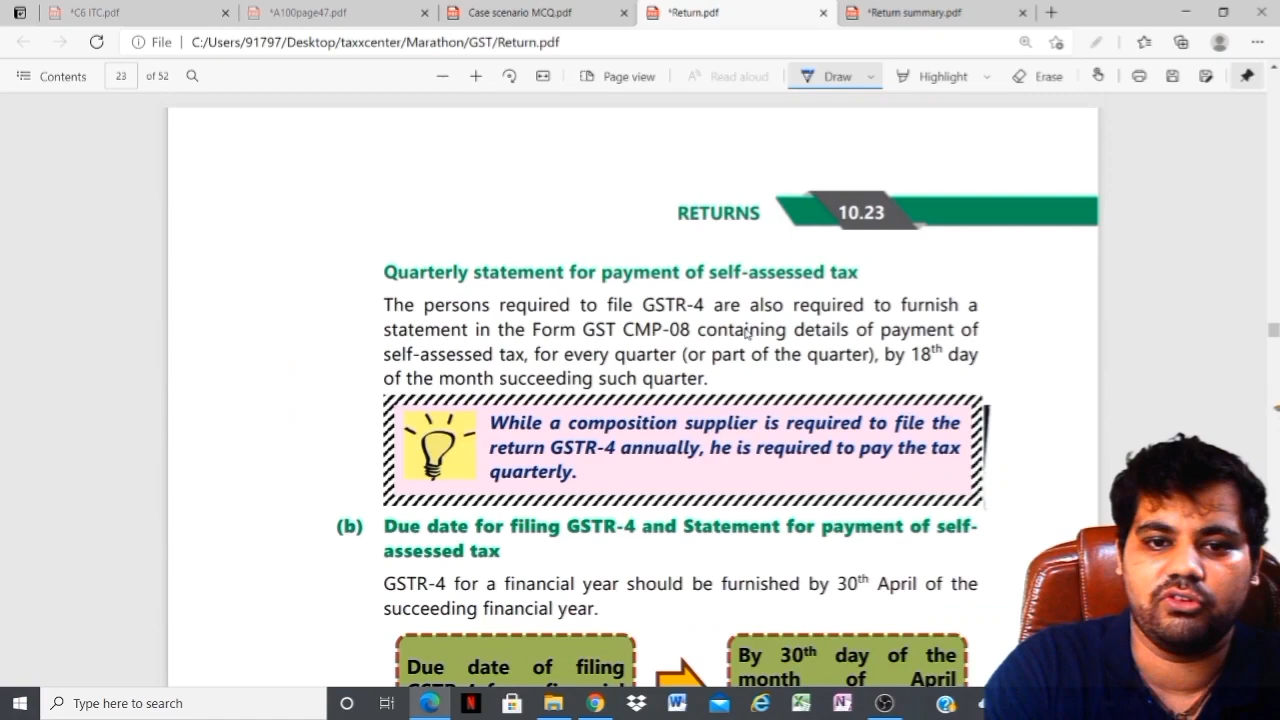 *C6 ITC.pdf
*A100page47.pdf
Case scenario MCQ.pdf
*Return.pdf
*Return summary.pdf
File
C:/Users/91797/Desktop/taxxcenter/Marathon/GST/Return.pdf
Contents
23
of 52
Page view
Read aloud
Draw
Highlight
Erase
RETURNS
10.23
Quarterly statement for payment of self-assessed tax
The persons required to file GSTR-4 are also required to furnish a
statement in the Form GST CMP-08 containing details of payment of
self-assessed tax, for every quarter (or part of the quarter), by 18th day
of the month succeeding such quarter.
While a composition supplier is required to file the
return GSTR-4 annually, he is required to pay the tax
quarterly.
(b) Due date for filing GSTR-4 and Statement for payment of self-
assessed tax
GSTR-4 for a financial year should be furnished by 30th April of the
succeeding financial year.
Due date of filing
By 30th day of the
month of April
Type here to search